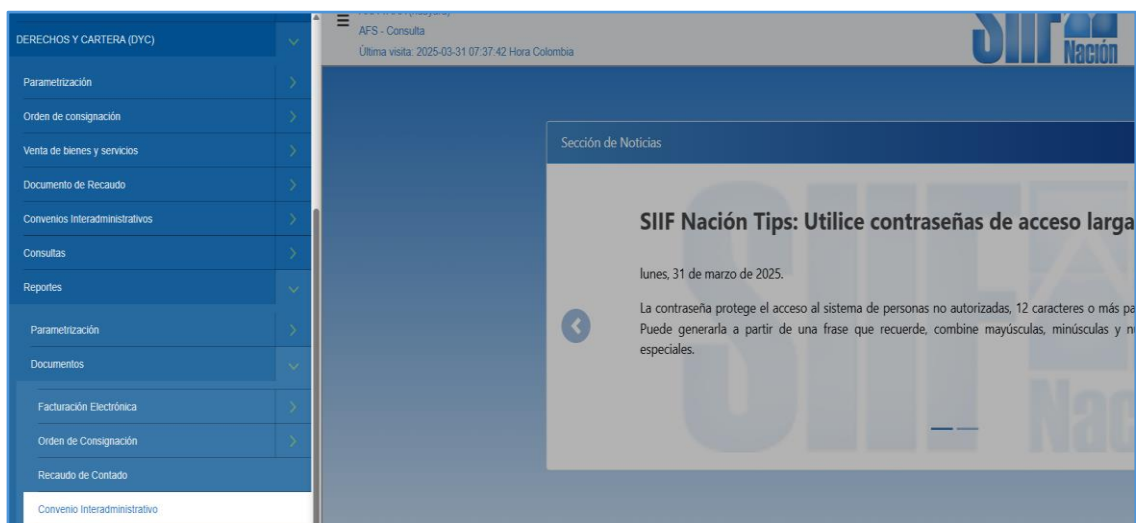 DERECHOS Y CARTERA (DYC)
Parametrización
Orden de consignación
Venta de bienes y servicios
Documento de Recaudo
Convenios Interadministrativos
Consultas
Reportes
Parametrización
Documentos
Facturación Electrónica
Orden de Consignación
Recaudo de Contado
Convenio Interadministrativo
AFS - Consulta
Última visita: 2025-03-31 07:37:42 Hora Colombia
SIIF
Nación
Sección de Noticias
SIIF Nación Tips: Utilice contraseñas de acceso larga
lunes, 31 de marzo de 2025.
La contraseña protege el acceso al sistema de personas no autorizadas, 12 caracteres o más pa
Puede generarla a partir de una frase que recuerde, combine mayúsculas, minúsculas y n
especiales.